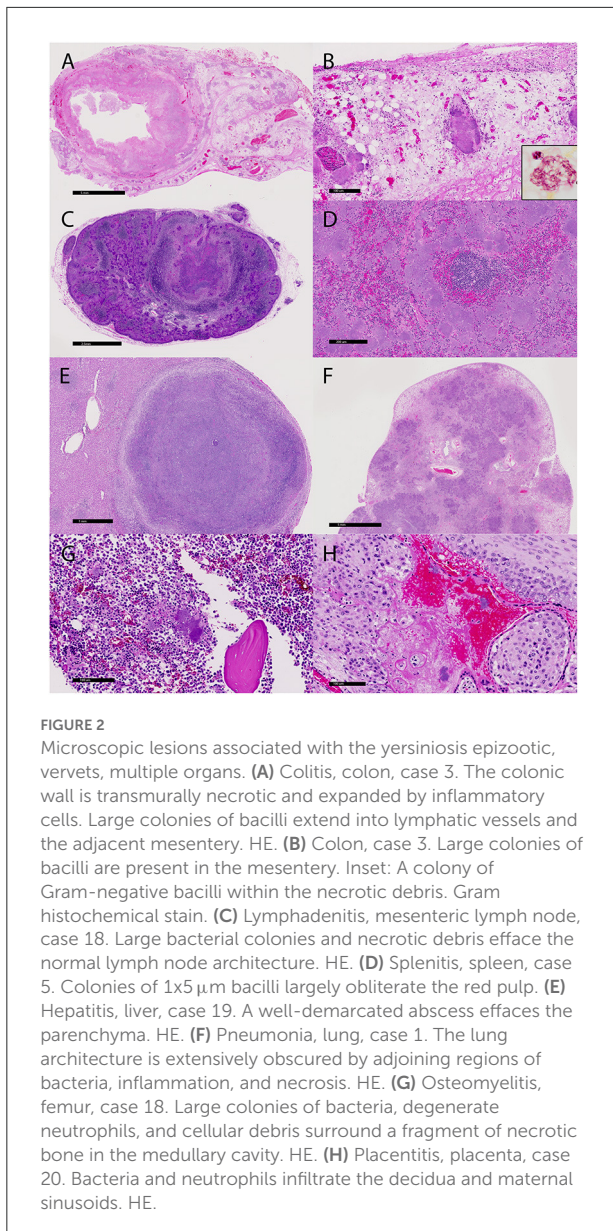 A
B
C
D
E
F
G
H
FIGURE 2
Microscopic lesions associated with the yersiniosis epizootic,
vervets, multiple organs. (A) Colitis, colon, case 3. The colonic
wall is transmurally necrotic and expanded by inflammatory
cells. Large colonies of bacilli extend into lymphatic vessels and
the adjacent mesentery. HE. (B) Colon, case 3. Large colonies of
bacilli are present in the mesentery. Inset: A colony of
Gram-negative bacilli within the necrotic debris. Gram
histochemical stain. (C) Lymphadenitis, mesenteric lymph node,
case 18. Large bacterial colonies and necrotic debris efface the
normal lymph node architecture. HE. (D) Splenitis, spleen, case
5. Colonies of 1x5 μm bacilli largely obliterate the red pulp. (E)
Hepatitis, liver, case 19. A well-demarcated abscess effaces the
parenchyma. HE. (F) Pneumonia, lung, case 1. The lung
architecture is extensively obscured by adjoining regions of
bacteria, inflammation, and necrosis. HE. (G) Osteomyelitis,
femur, case 18. Large colonies of bacteria, degenerate
neutrophils, and cellular debris surround a fragment of necrotic
bone in the medullary cavity. HE. (H) Placentitis, placenta, case
20. Bacteria and neutrophils infiltrate the decidua and maternal
sinusoids. HE.